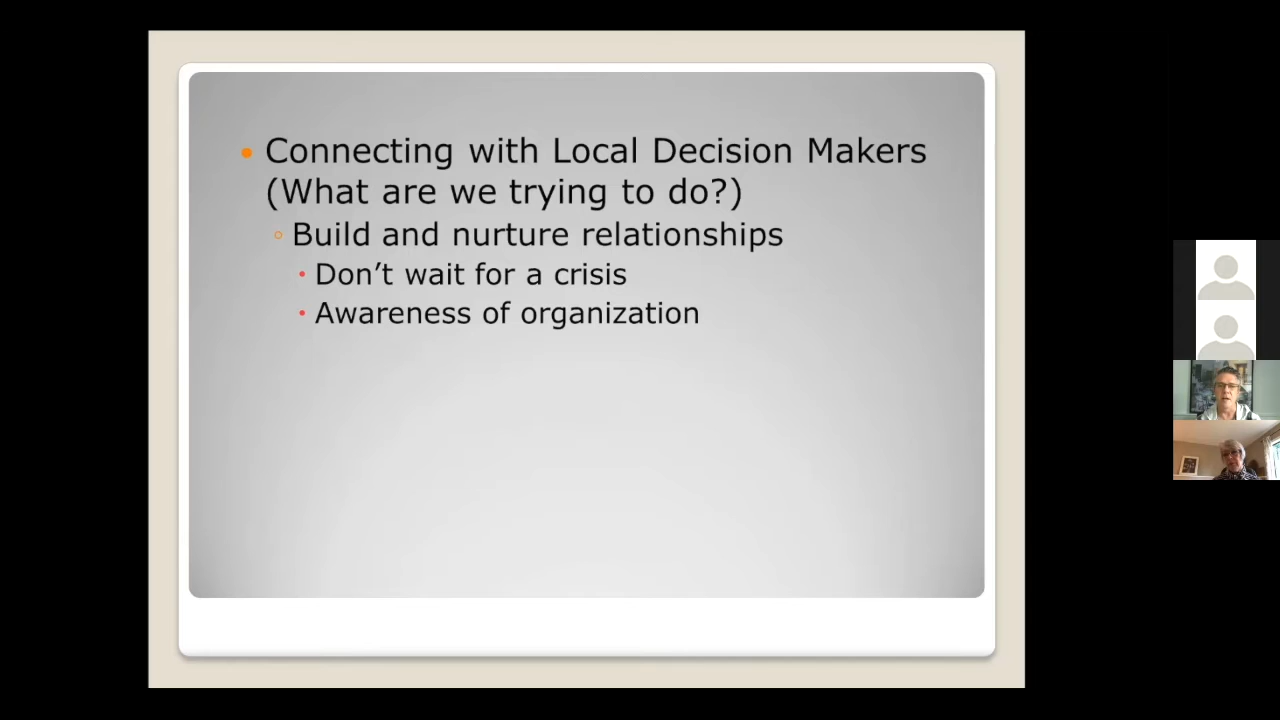 Connecting with Local Decision Makers
(What are we trying to do?)
Build and nurture relationships
Don’t wait for a crisis
Awareness of organization